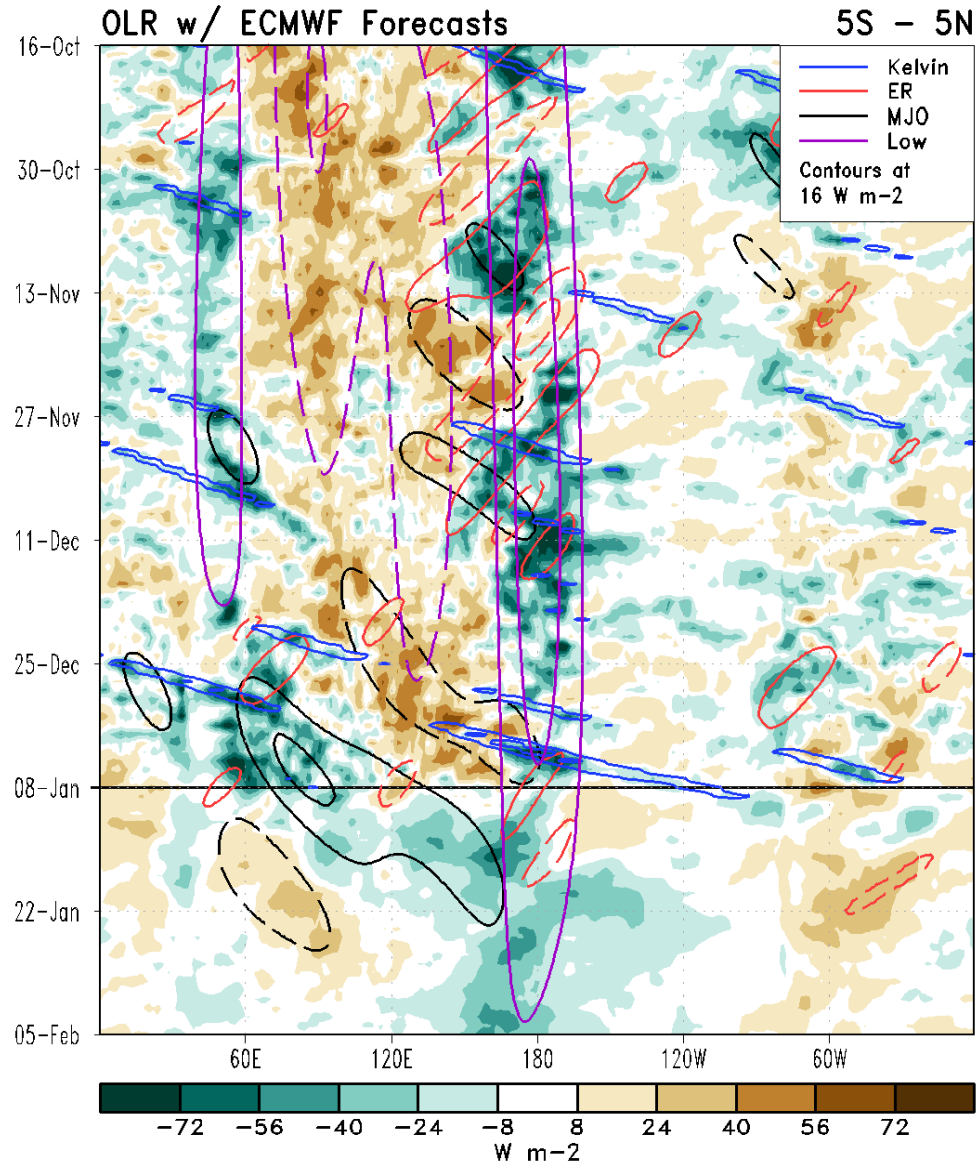 OLR w/ ECMWF Forecasts 5S - 5N
Kelvin
ER
MJO
Low
Contours at
16 W m-2
16-Oct
30-Oct
13-Nov
27-Nov
11-Dec
25-Dec
08-Jan
22-Jan
05-Feb
60E 120E 180 120W 60W
-72 -56 -40 -24 -8 8 24 40 56 72
W m-2